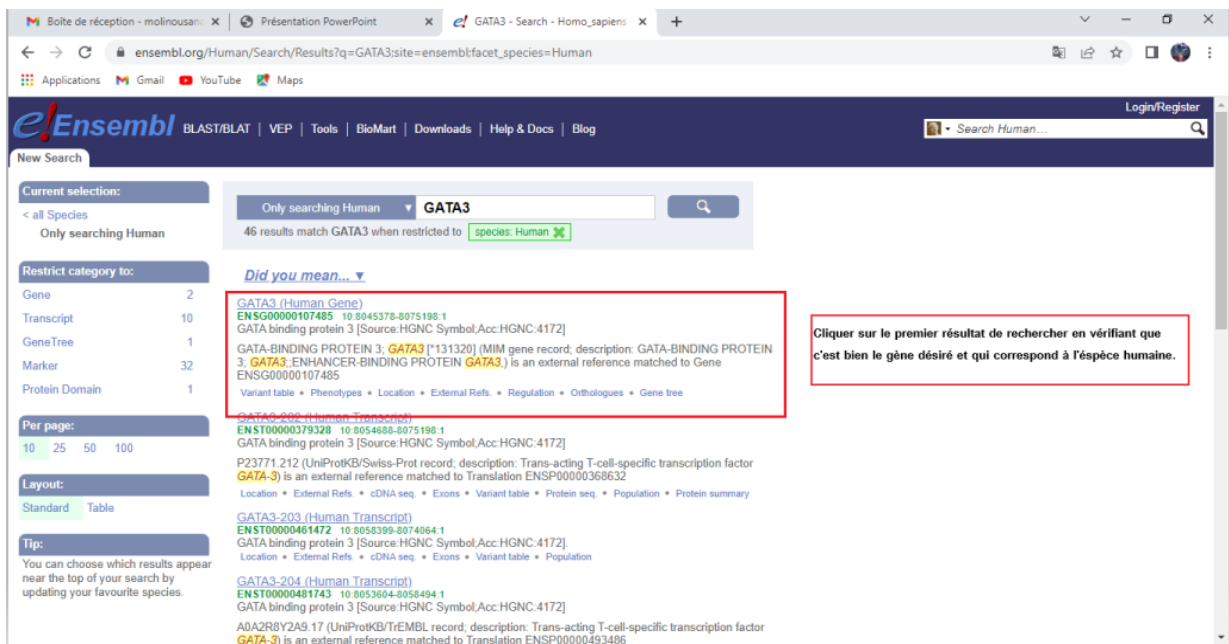 Boîte de réception - molinousan
Présentation PowerPoint
GATA3 - Search - Homo_sapiens
ensembl.org/Human/Search/Results?q=GATA3;site=ensembl;facet_species=Human
Applications Gmail YouTube Maps
Login/Register
e!Ensembl BLAST/BLAT | VEP | Tools | BioMart | Downloads | Help & Docs | Blog
Search Human...
New Search
Current selection:
< all Species
Only searching Human
Restrict category to:
Gene 2
Transcript 10
GeneTree 1
Marker 32
Protein Domain 1
Per page:
10 25 50 100
Layout:
Standard Table
Tip:
You can choose which results appear
near the top of your search by
updating your favourite species.
Only searching Human ▼ GATA3
46 results match GATA3 when restricted to species: Human
Did you mean... ▼
GATA3 (Human Gene)
ENSG00000107485 10:8045378-8075198:1
GATA binding protein 3 [Source:HGNC Symbol;Acc:HGNC:4172]
GATA-BINDING PROTEIN 3; GATA3 [*131320] (MIM gene record; description: GATA-BINDING PROTEIN
3; GATA3;;ENHANCER-BINDING PROTEIN GATA3,) is an external reference matched to Gene
ENSG00000107485
Variant table • Phenotypes • Location • External Refs. • Regulation • Orthologues • Gene tree
GATA3-202 (Human Transcript)
ENST00000379328 10:8054688-8075198:1
GATA binding protein 3 [Source:HGNC Symbol;Acc:HGNC:4172]
P23771.212 (UniProtKB/Swiss-Prot record; description: Trans-acting T-cell-specific transcription factor
GATA-3) is an external reference matched to Translation ENSP00000368632
Location • External Refs. • cDNA seq. • Exons • Variant table • Protein seq. • Population • Protein summary
GATA3-203 (Human Transcript)
ENST00000461472 10:8058399-8074064:1
GATA binding protein 3 [Source:HGNC Symbol;Acc:HGNC:4172].
Location • External Refs. • cDNA seq. • Exons • Variant table • Population
GATA3-204 (Human Transcript)
ENST00000481743 10:8053604-8058494:1
GATA binding protein 3 [Source:HGNC Symbol;Acc:HGNC:4172]
A0A2R8Y2A9.17 (UniProtKB/TrEMBL record; description: Trans-acting T-cell-specific transcription factor
GATA-3) is an external reference matched to Translation ENSP00000493486
Cliquer sur le premier résultat de rechercher en vérifiant que
c'est bien le gène désiré et qui correspond à l'éspèce humaine.